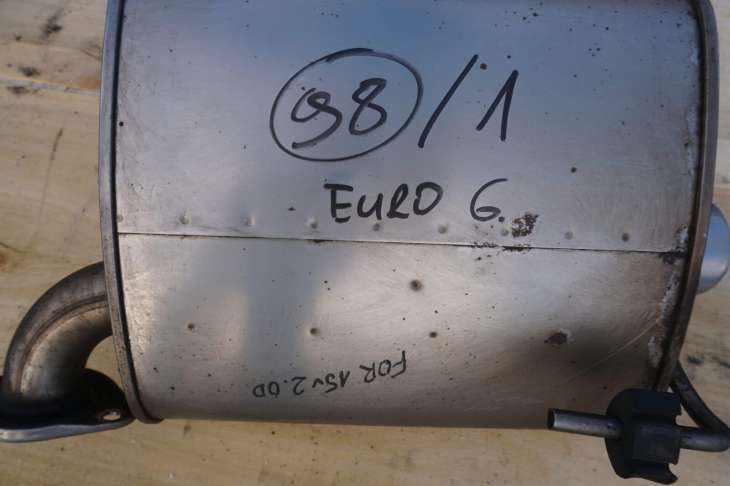 98/1
EURO 6.
FOR 15v 2.0D